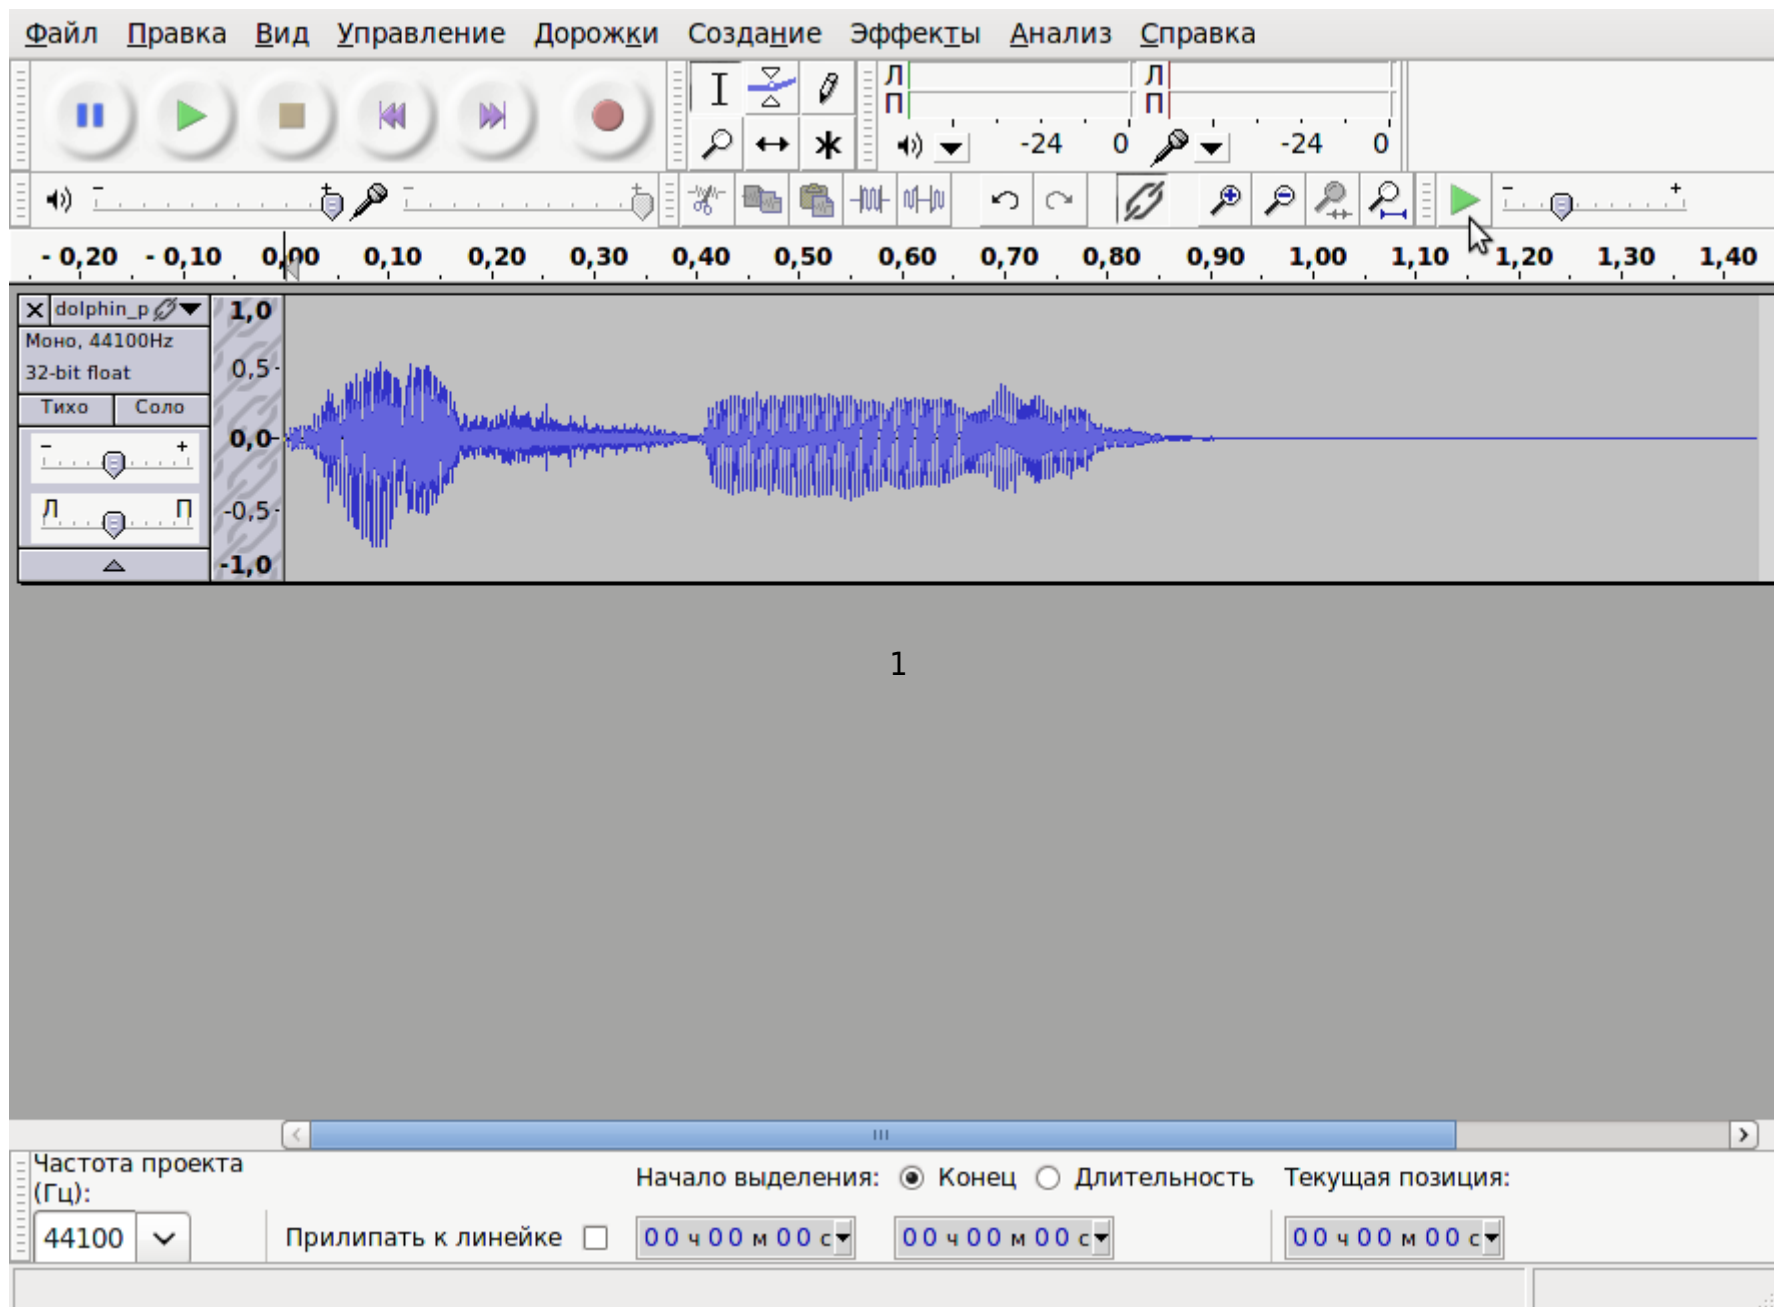 Файл Правка Вид Управление Дорожки Создание Эффекты Анализ Справка
Л Л
П П
-24 0 -24 0
- + - +
- +
- 0,20 - 0,10 0,00 0,10 0,20 0,30 0,40 0,50 0,60 0,70 0,80 0,90 1,00 1,10 1,20 1,30 1,40
dolphin_p 1,0
Моно, 44100Hz
32-bit float 0,5
Тихо Соло
0,0
- +
Л П -0,5
-1,0
1
Частота проекта
(Гц):
Начало выделения: Конец Длительность Текущая позиция:
44100 Прилипать к линейке 00 ч 00 м 00 с 00 ч 00 м 00 с 00 ч 00 м 00 с